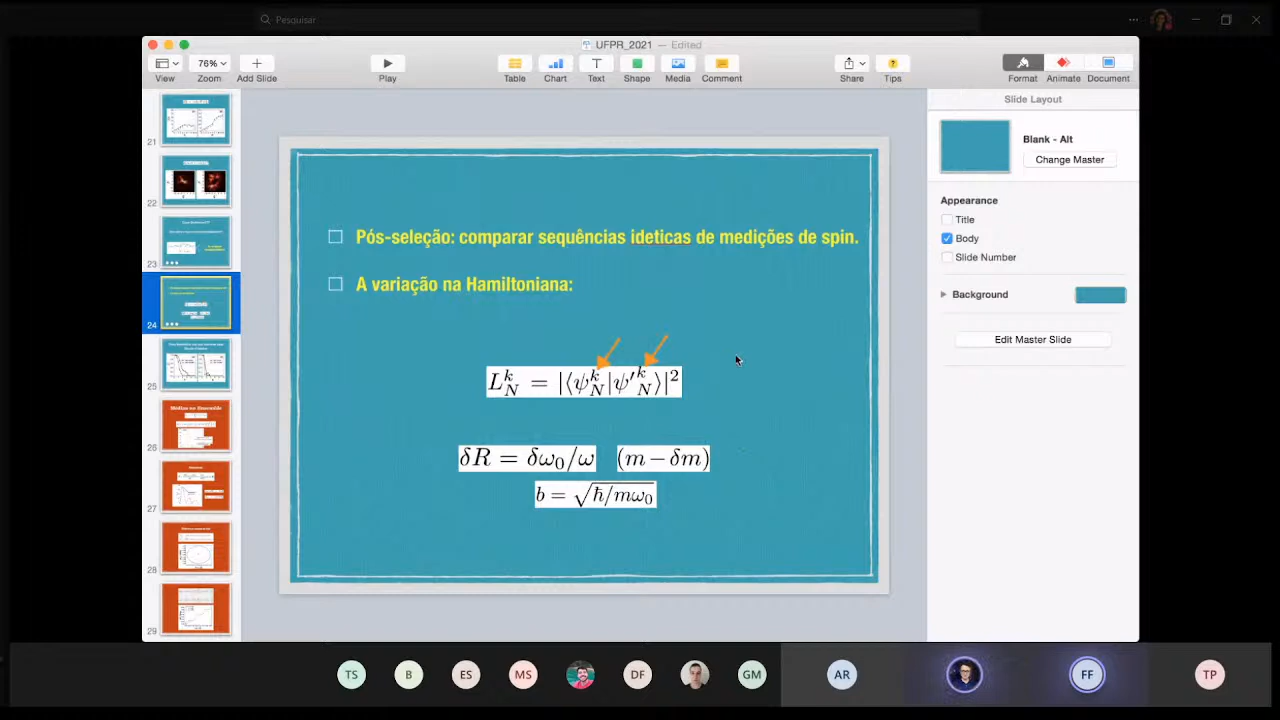 Pesquisar
UFPR_2021 — Edited
76%
View Zoom Add Slide Play Table Chart Text Shape Media Comment Share Tips Format Animate Document
Slide Layout
Blank - Alt
Change Master
Appearance
Title
Body
Slide Number
Background
Edit Master Slide
21
22
23
24
25
Médias no Ensemble
26
27
28
29
Pós-seleção: comparar sequências ideticas de medições de spin.
A variação na Hamiltoniana:
L_N^k = |⟨ψ_N^k|ψ′_N^k⟩|^2
δR = δω_0/ω (m − δm)
b = √ħ/mω_0
TS B ES MS DF GM AR FF TP